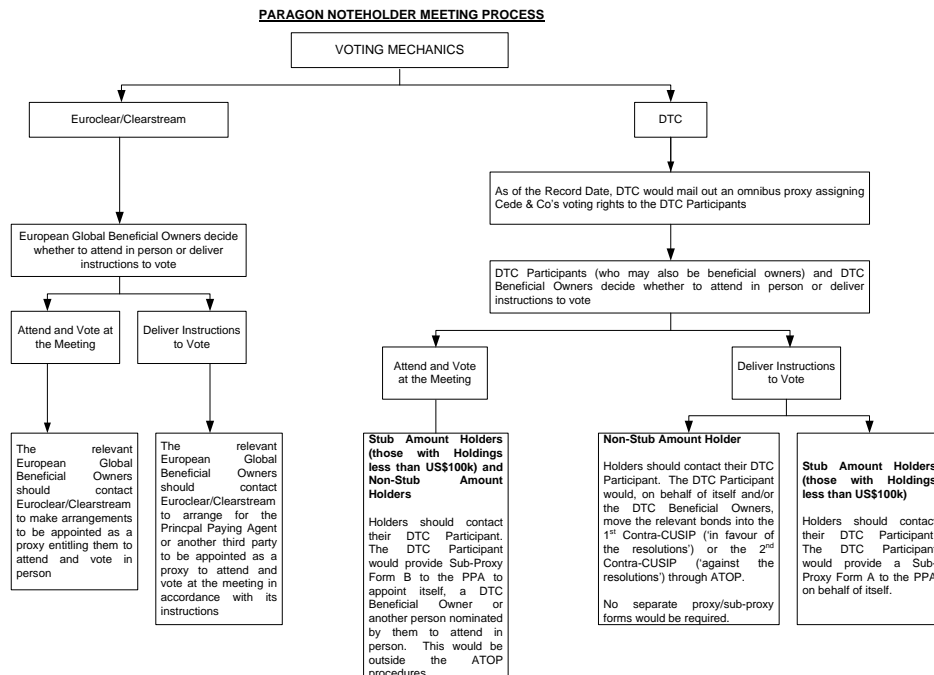 PARAGON NOTEHOLDER MEETING PROCESS
VOTING MECHANICS
Euroclear/Clearstream
DTC
As of the Record Date, DTC would mail out an omnibus proxy assigning
Cede & Co's voting rights to the DTC Participants
European Global Beneficial Owners decide
whether to attend in person or deliver
instructions to vote
DTC Participants (who may also be beneficial owners) and DTC
Beneficial Owners decide whether to attend in person or deliver
instructions to vote
Attend and Vote at
the Meeting
Deliver Instructions
to Vote
Attend and Vote
at the Meeting
Deliver Instructions
to Vote
The relevant
European Global
Beneficial Owners
should contact
Euroclear/Clearstream
to make arrangements
to be appointed as a
proxy entitling them to
attend and vote in
person
The relevant
European Global
Beneficial Owners
should contact
Euroclear/Clearstream
to arrange for the
Princpal Paying Agent
or another third party
to be appointed as a
proxy to attend and
vote at the meeting in
accordance with its
instructions
Stub Amount Holders
(those with Holdings
less than US$100k) and
Non-Stub Amount
Holders
Holders should contact
their DTC Participant.
The DTC Participant
would provide Sub-Proxy
Form B to the PPA to
appoint itself, a DTC
Beneficial Owner or
another person nominated
by them to attend in
person. This would be
outside the ATOP
procedures
Non-Stub Amount Holder
Holders should contact their DTC
Participant. The DTC Participant
would, on behalf of itself and/or
the DTC Beneficial Owners,
move the relevant bonds into the
1st Contra-CUSIP ('in favour of
the resolutions') or the 2nd
Contra-CUSIP ('against the
resolutions') through ATOP.
No separate proxy/sub-proxy
forms would be required.
Stub Amount Holders
(those with Holdings
less than US$100k)
Holders should contact
their DTC Participant
The DTC Participant
would provide a Sub-
Proxy Form A to the PPA
on behalf of itself.